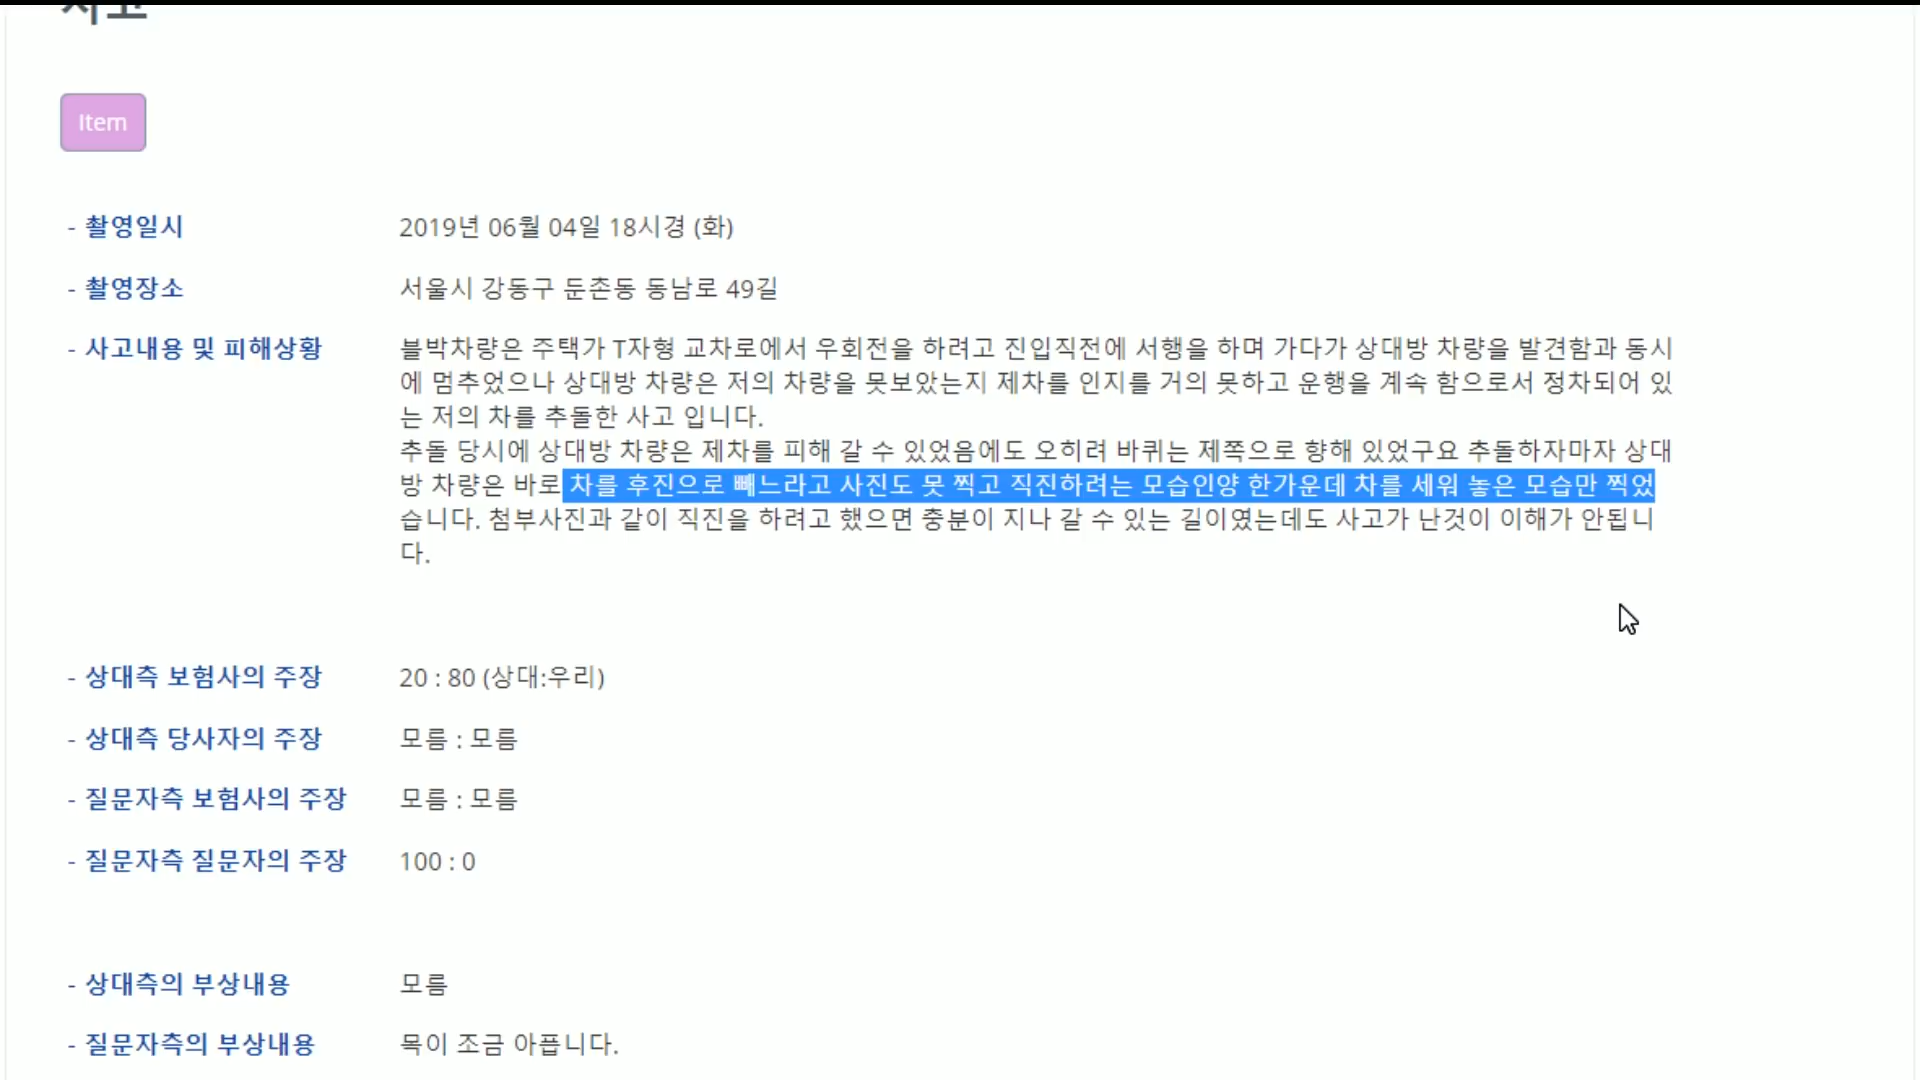 사고
Item
- 촬영일시 2019년 06월 04일 18시경 (화)
- 촬영장소 서울시 강동구 둔촌동 동남로 49길
- 사고내용 및 피해상황 블박차량은 주택가 T자형 교차로에서 우회전을 하려고 진입직전에 서행을 하며 가다가 상대방 차량을 발견함과 동시
에 멈추었으나 상대방 차량은 저의 차량을 못보았는지 제차를 인지를 거의 못하고 운행을 계속 함으로서 정차되어 있
는 저의 차를 추돌한 사고 입니다.
추돌 당시에 상대방 차량은 제차를 피해 갈 수 있었음에도 오히려 바퀴는 제쪽으로 향해 있었구요 추돌하자마자 상대
방 차량은 바로 차를 후진으로 빼느라고 사진도 못 찍고 직진하려는 모습인양 한가운데 차를 세워 놓은 모습만 찍었
습니다. 첨부사진과 같이 직진을 하려고 했으면 충분이 지나 갈 수 있는 길이였는데도 사고가 난것이 이해가 안됩니
다.
- 상대측 보험사의 주장 20 : 80 (상대:우리)
- 상대측 당사자의 주장 모름 : 모름
- 질문자측 보험사의 주장 모름 : 모름
- 질문자측 질문자의 주장 100 : 0
- 상대측의 부상내용 모름
- 질문자측의 부상내용 목이 조금 아픕니다.